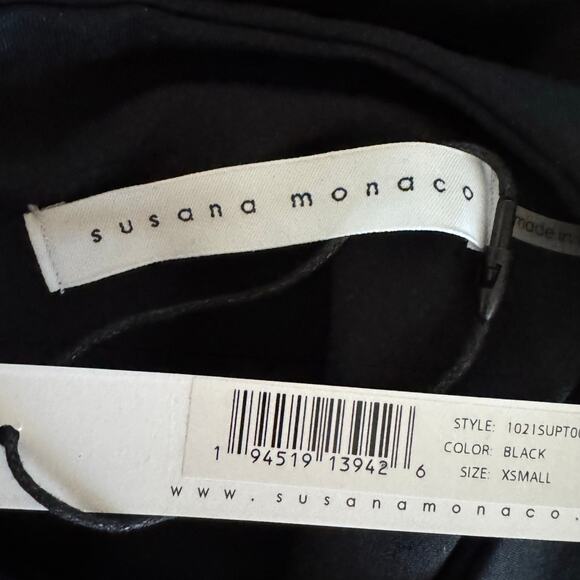 susana monaco
made in
STYLE: 1021SUPT0
COLOR: BLACK
SIZE: XSMALL
1 94519 13942 6
www.susanamonaco.